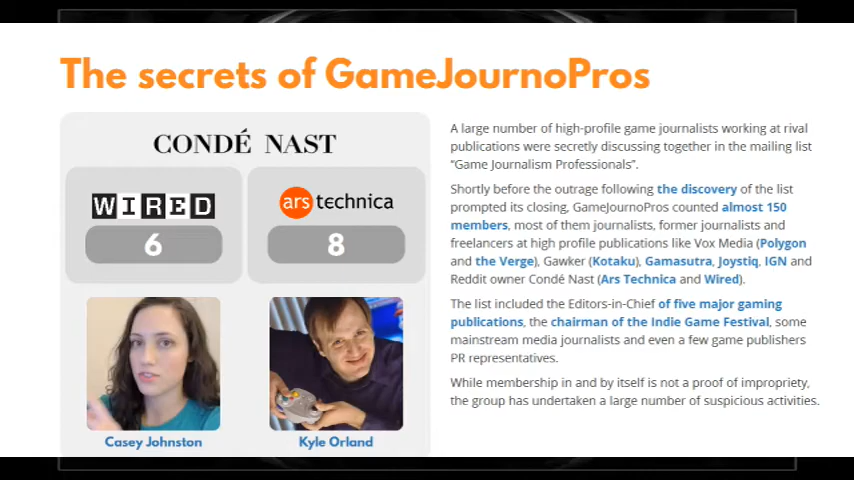 The secrets of GameJournoPros
CONDÉ NAST
WIRED
6
ars technica
8
Casey Johnston
Kyle Orland
A large number of high-profile game journalists working at rival
publications were secretly discussing together in the mailing list
“Game Journalism Professionals”.
Shortly before the outrage following the discovery of the list
prompted its closing, GameJournoPros counted almost 150
members, most of them journalists, former journalists and
freelancers at high profile publications like Vox Media (Polygon
and the Verge), Gawker (Kotaku), Gamasutra, Joystiq, IGN and
Reddit owner Condé Nast (Ars Technica and Wired).
The list included the Editors-in-Chief of five major gaming
publications, the chairman of the Indie Game Festival, some
mainstream media journalists and even a few game publishers
PR representatives.
While membership in and by itself is not a proof of impropriety,
the group has undertaken a large number of suspicious activities.